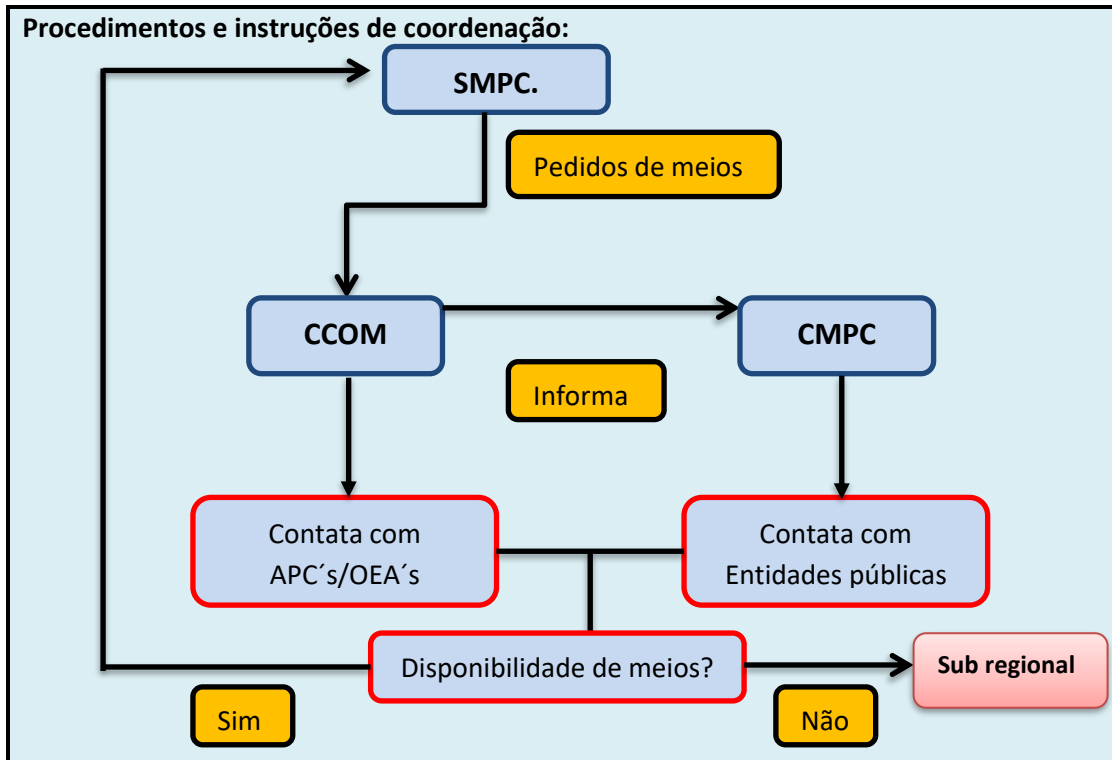 Procedimentos e instruções de coordenação:
SMPC.
Pedidos de meios
CCOM
CMPC
Informa
Contata com
APC´s/OEA´s
Contata com
Entidades públicas
Disponibilidade de meios?
Sub regional
Sim
Não